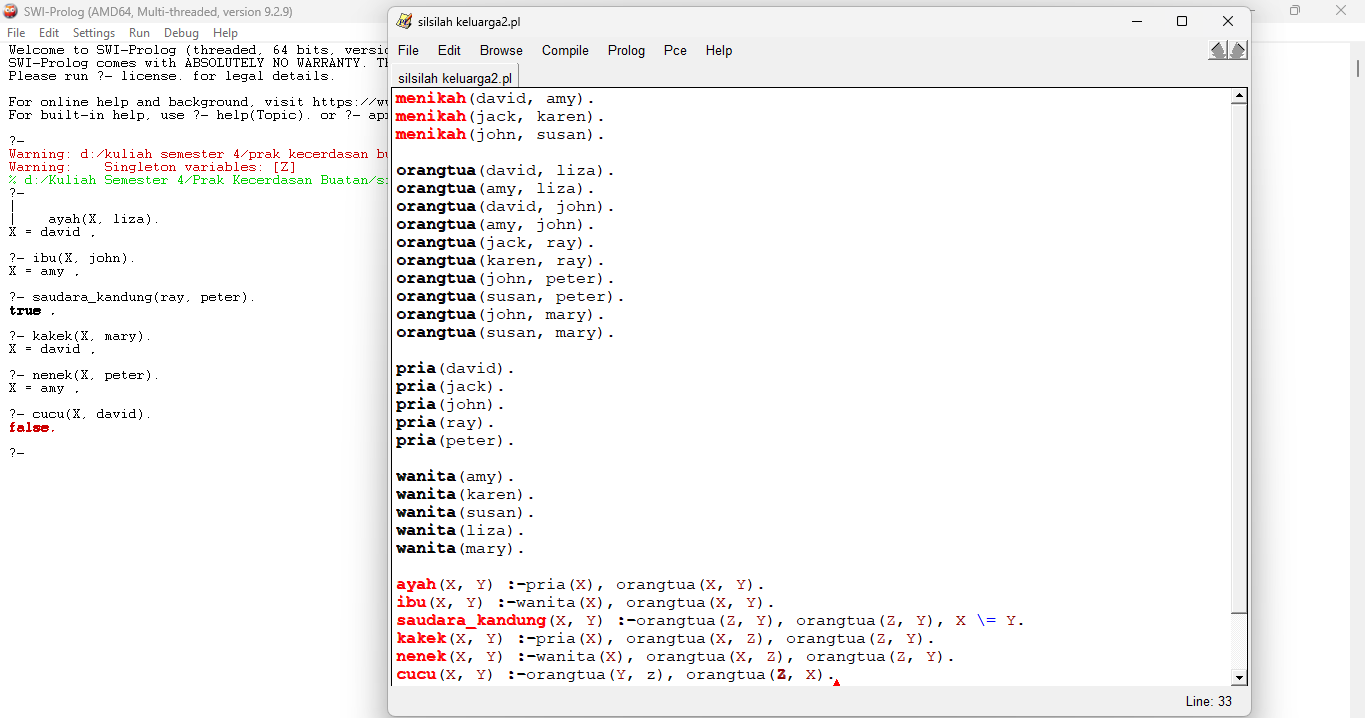 SWI-Prolog (AMD64, Multi-threaded, version 9.2.9)
File Edit Settings Run Debug Help
Welcome to SWI-Prolog (threaded, 64 bits,
SWI-Prolog comes with ABSOLUTELY NO WARRANTY.
Please run ?- license. for legal details.
For online help and background, visit
For built-in help, use ?- help(Topic). or ?-
?-
Warning: d:/kuliah semester 4/prak kecerdasan
Warning:    Singleton variables: [Z]
% d:/Kuliah Semester 4/Prak Kecerdasan
?-
|
|    ayah(X, liza).
X = david .
?- ibu(X, john).
X = amy .
?- saudara_kandung(ray, peter).
true .
?- kakek(X, mary).
X = david .
?- nenek(X, peter).
X = amy .
?- cucu(X, david).
false.
?-
silsilah keluarga2.pl
File Edit Browse Compile Prolog Pce Help
silsilah keluarga2.pl
menikah(david, amy).
menikah(jack, karen).
menikah(john, susan).
orangtua(david, liza).
orangtua(amy, liza).
orangtua(david, john).
orangtua(amy, john).
orangtua(jack, ray).
orangtua(karen, ray).
orangtua(john, peter).
orangtua(susan, peter).
orangtua(john, mary).
orangtua(susan, mary).
pria(david).
pria(jack).
pria(john).
pria(ray).
pria(peter).
wanita(amy).
wanita(karen).
wanita(susan).
wanita(liza).
wanita(mary).
ayah(X, Y) :-pria(X), orangtua(X, Y).
ibu(X, Y) :-wanita(X), orangtua(X, Y).
saudara_kandung(X, Y) :-orangtua(Z, Y), orangtua(Z, Y), X \= Y.
kakek(X, Y) :-pria(X), orangtua(X, Z), orangtua(Z, Y).
nenek(X, Y) :-wanita(X), orangtua(X, Z), orangtua(Z, Y).
cucu(X, Y) :-orangtua(Y, z), orangtua(Z, X).
Line: 33